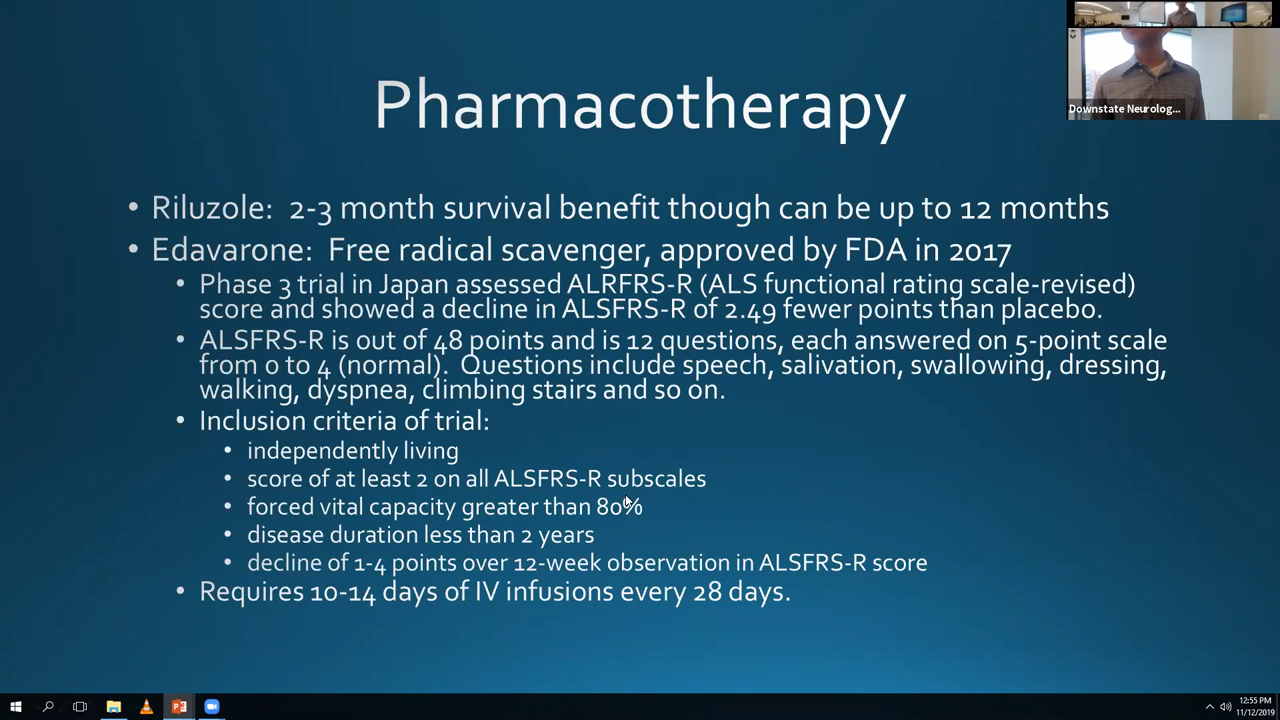 Downstate Neurolog...
Pharmacotherapy
• Riluzole: 2-3 month survival benefit though can be up to 12 months
• Edavarone: Free radical scavenger, approved by FDA in 2017
• Phase 3 trial in Japan assessed ALRFRS-R (ALS functional rating scale-revised)
score and showed a decline in ALSFRS-R of 2.49 fewer points than placebo.
• ALSFRS-R is out of 48 points and is 12 questions, each answered on 5-point scale
from 0 to 4 (normal). Questions include speech, salivation, swallowing, dressing,
walking, dyspnea, climbing stairs and so on.
• Inclusion criteria of trial:
• independently living
• score of at least 2 on all ALSFRS-R subscales
• forced vital capacity greater than 80%
• disease duration less than 2 years
• decline of 1-4 points over 12-week observation in ALSFRS-R score
• Requires 10-14 days of IV infusions every 28 days.
12:55 PM
11/12/2019